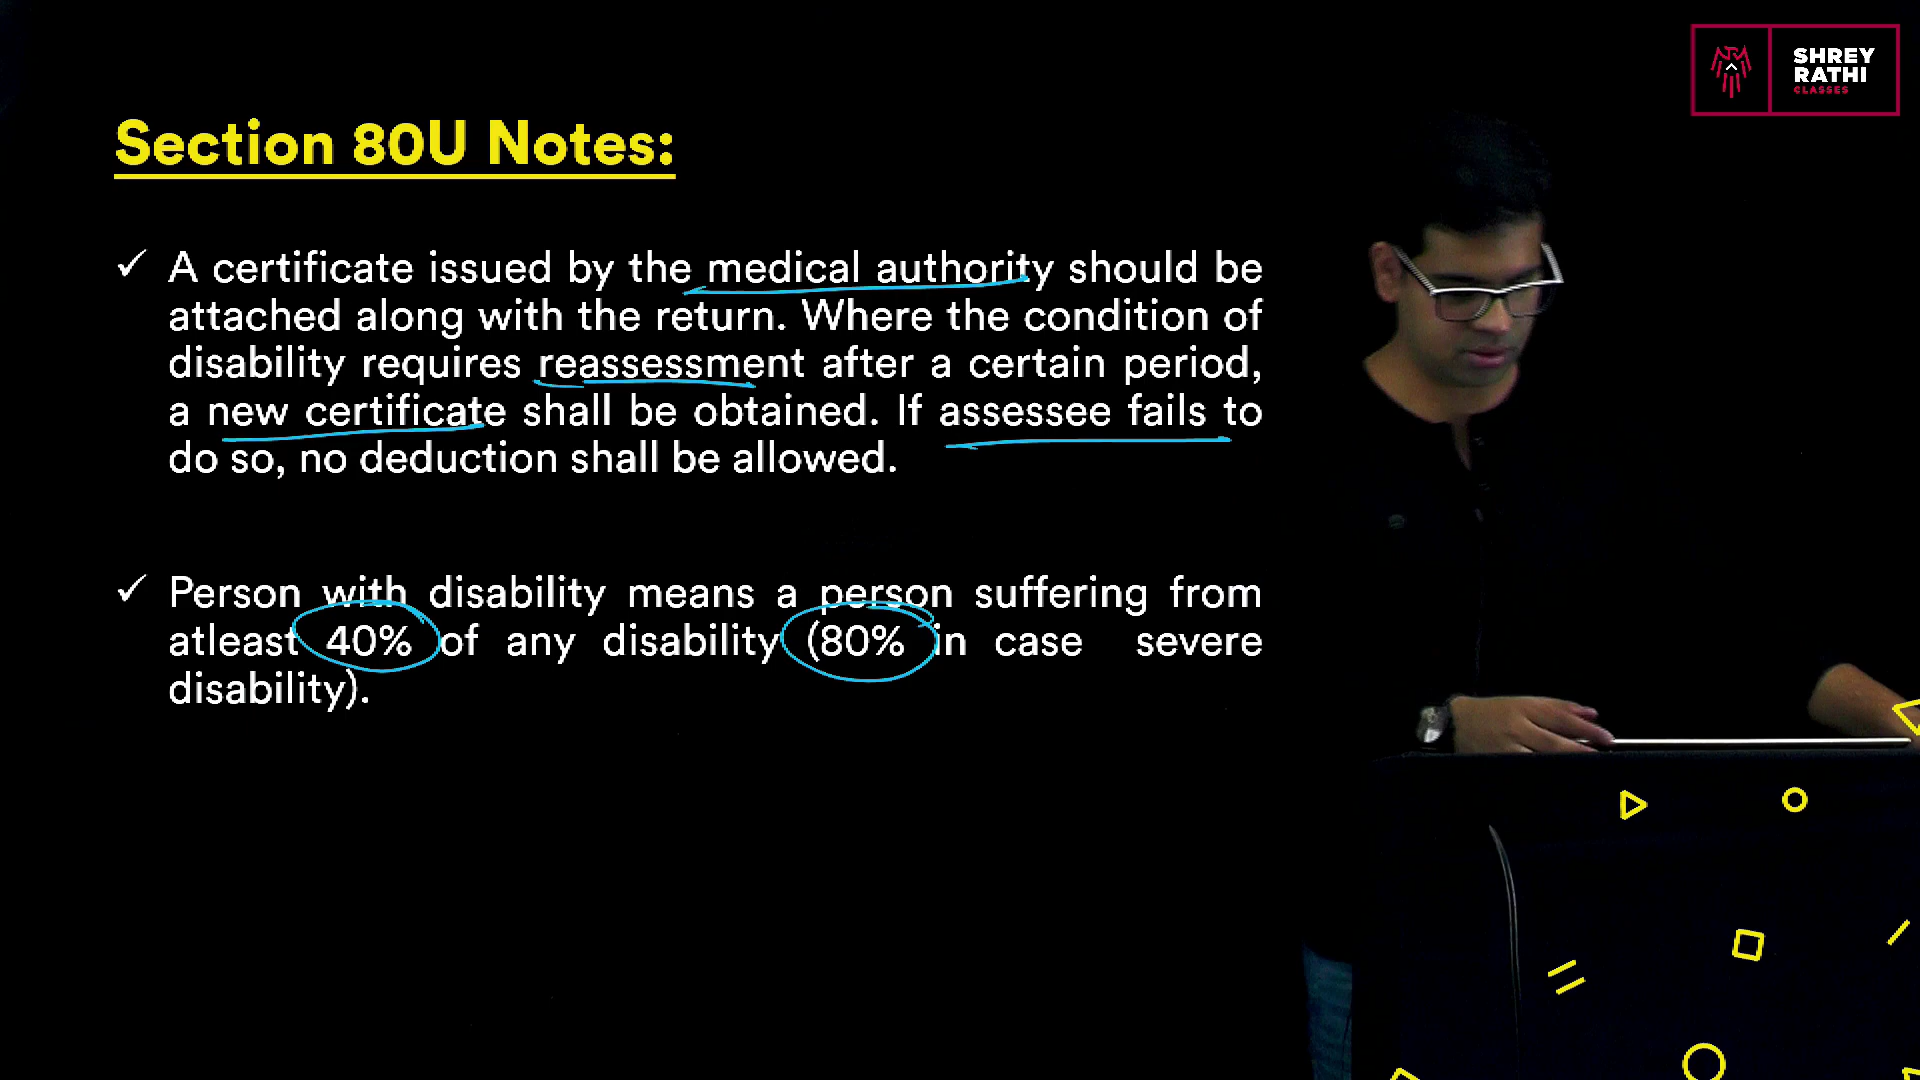 SHREY
RATHI
CLASSES
Section 80U Notes:
✓ A certificate issued by the medical authority should be
attached along with the return. Where the condition of
disability requires reassessment after a certain period,
a new certificate shall be obtained. If assessee fails to
do so, no deduction shall be allowed.
✓ Person with disability means a person suffering from
atleast 40% of any disability (80% in case severe
disability).